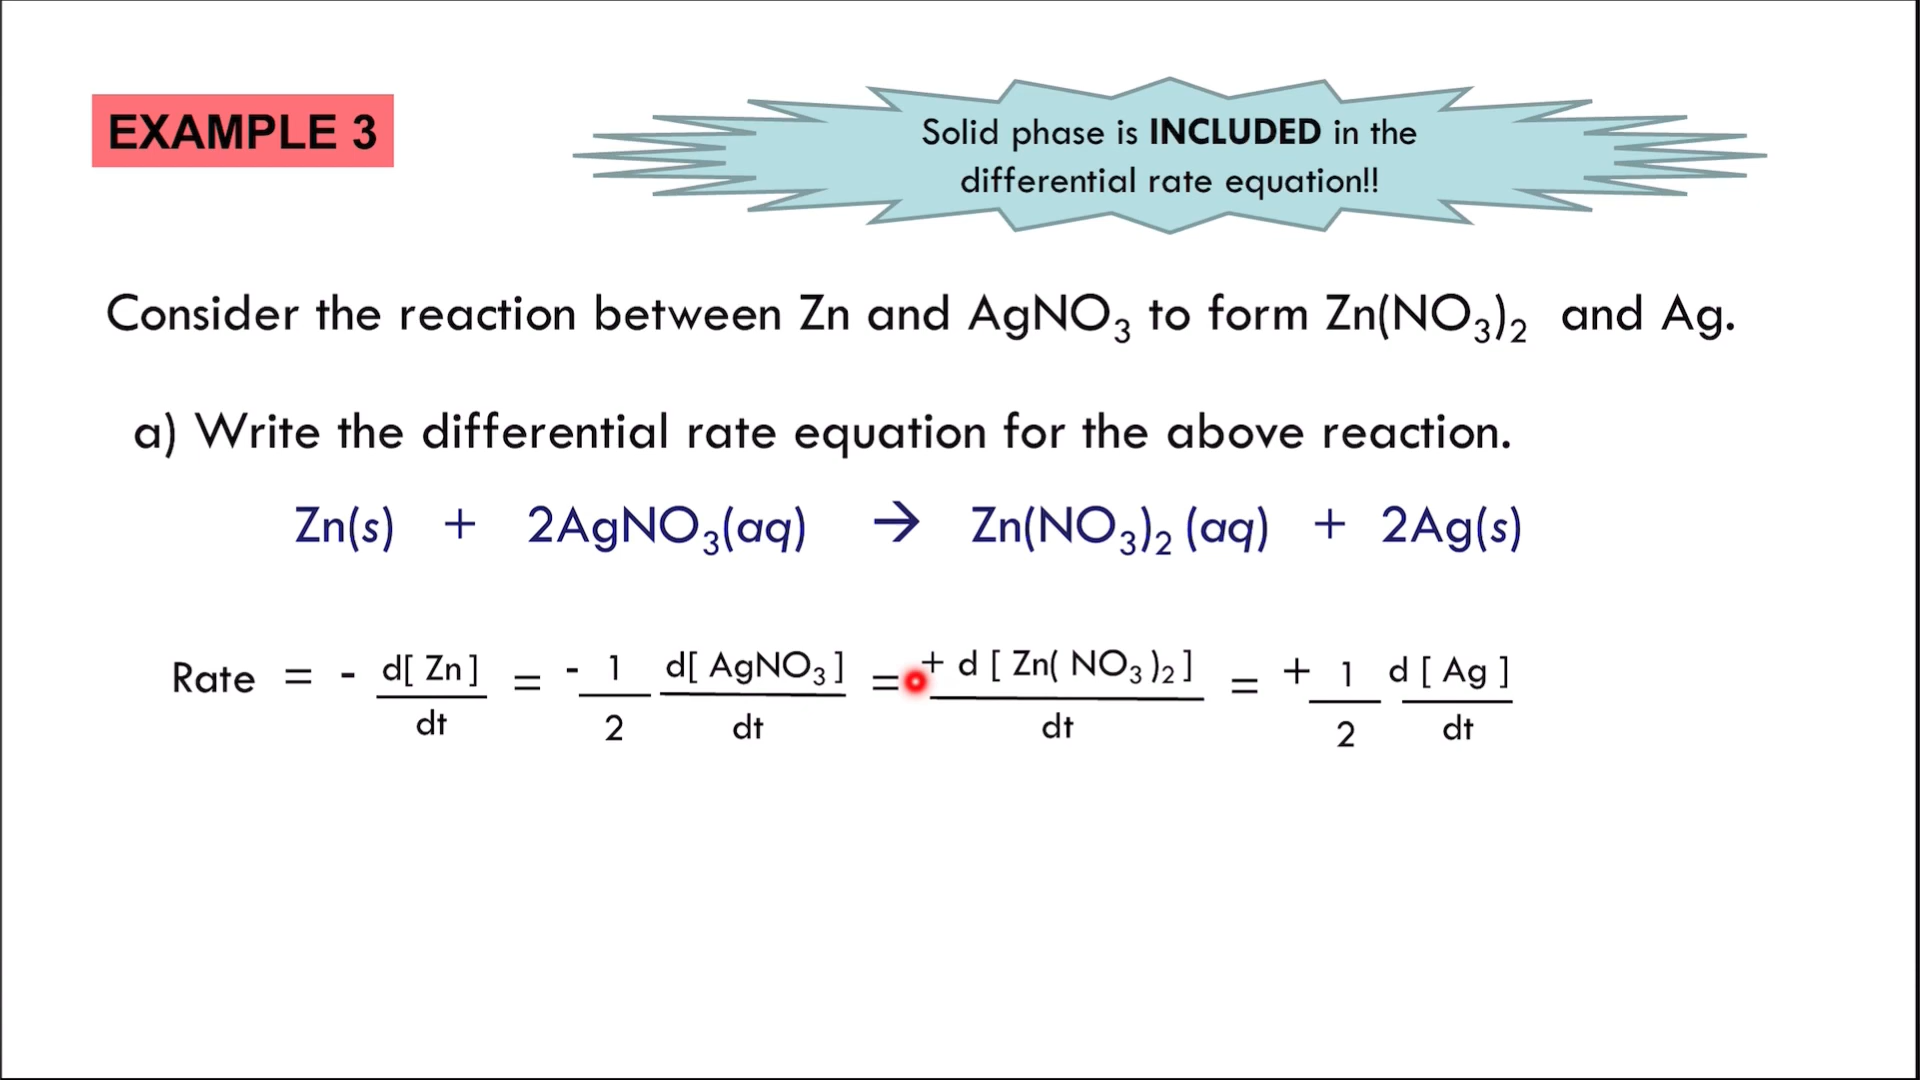 EXAMPLE 3
Solid phase is INCLUDED in the
differential rate equation!!
Consider the reaction between Zn and AgNO₃ to form Zn(NO₃)₂ and Ag.
a) Write the differential rate equation for the above reaction.
Zn(s) + 2AgNO₃(aq) → Zn(NO₃)₂ (aq) + 2Ag(s)
Rate = - d[ Zn ] = - 1 d[ AgNO₃ ] = + d [ Zn( NO₃ )₂ ] = + 1 d [ Ag ]
dt 2 dt dt 2 dt